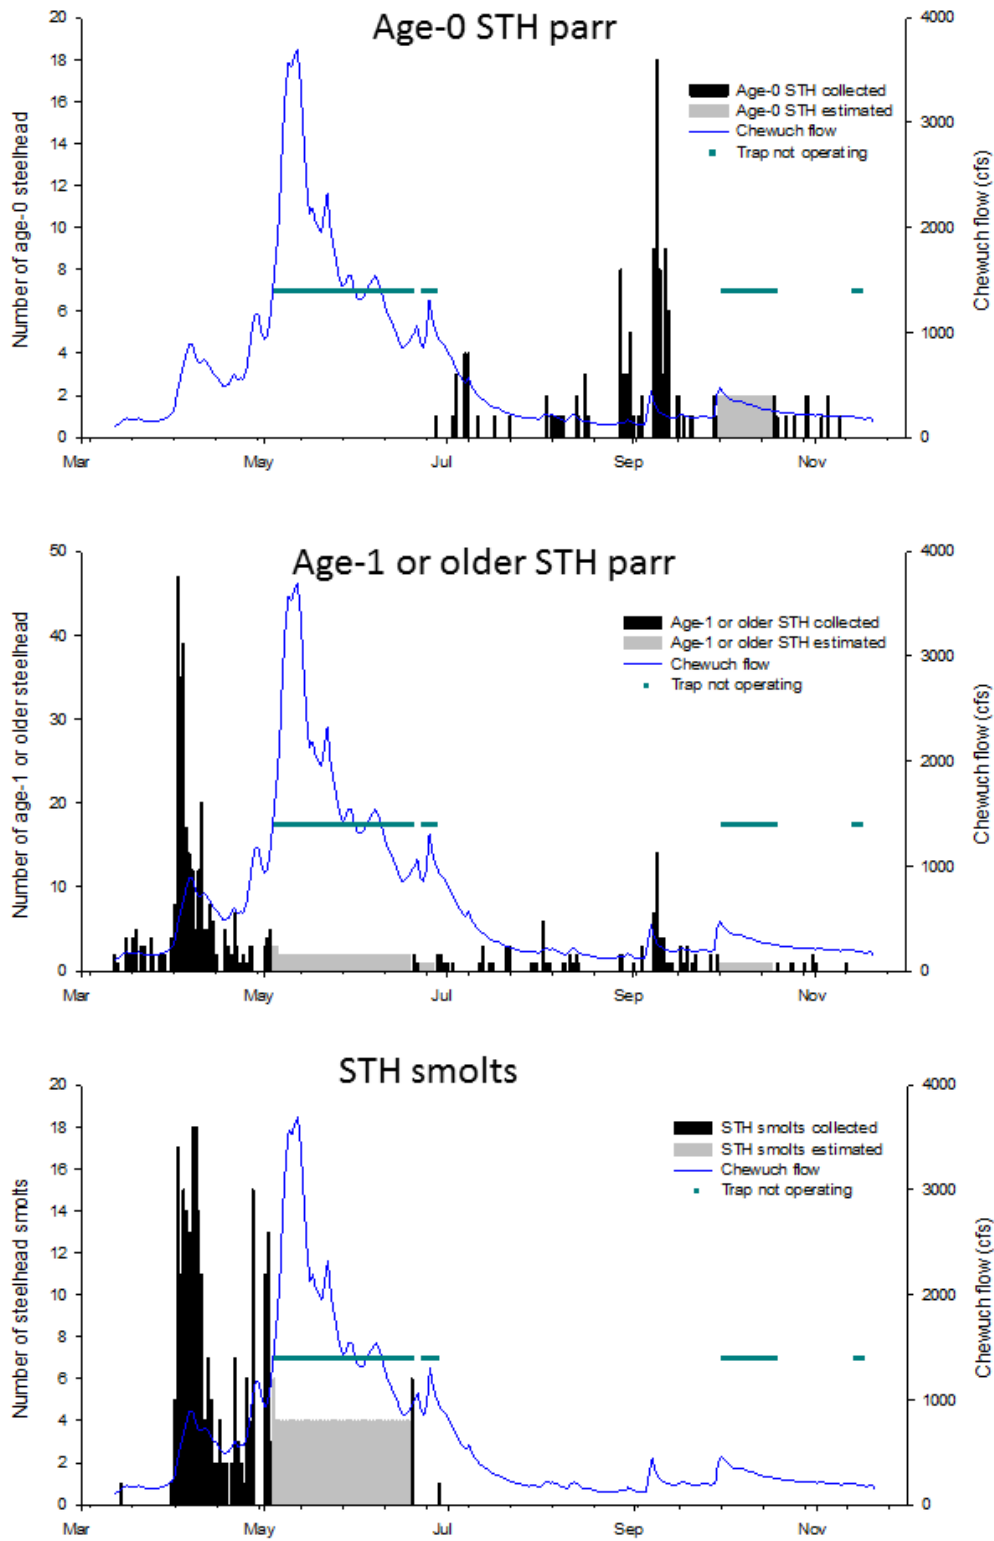 Age-0 STH parr
20
18
16
14
12
10
8
6
4
2
0
Number of age-0 steelhead
Age-0 STH collected
Age-0 STH estimated
Chewuch flow
Trap not operating
4000
3000
2000
1000
0
Chewuch flow (cfs)
Mar May Jul Sep Nov
Age-1 or older STH parr
50
40
30
20
10
0
Number of age-1 or older steelhead
Age-1 or older STH collected
Age-1 or older STH estimated
Chewuch flow
Trap not operating
4000
3000
2000
1000
0
Chewuch flow (cfs)
Mar May Jul Sep Nov
STH smolts
20
18
16
14
12
10
8
6
4
2
0
Number of steelhead smolts
STH smolts collected
STH smolts estimated
Chewuch flow
Trap not operating
4000
3000
2000
1000
0
Chewuch flow (cfs)
Mar May Jul Sep Nov